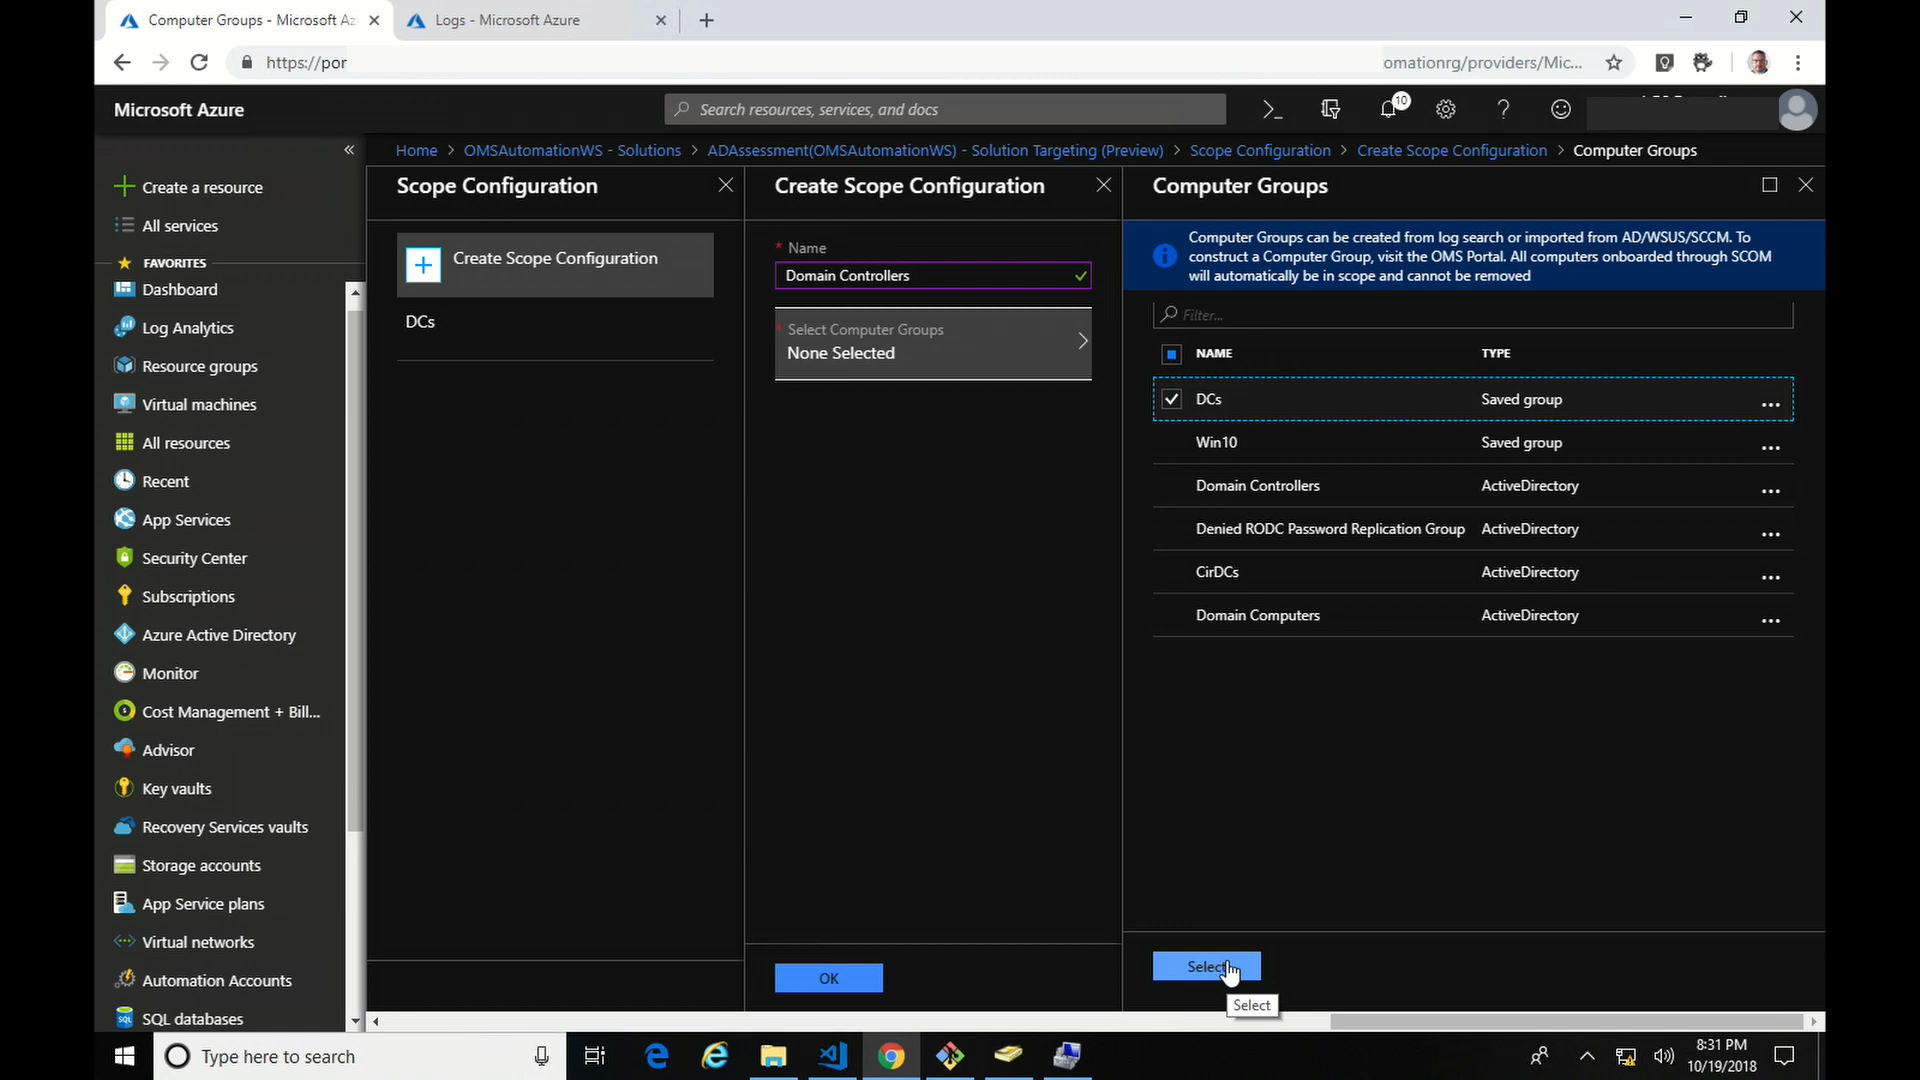 Computer Groups - Microsoft Az
Logs - Microsoft Azure
https://por
omationrg/providers/Mic...
Microsoft Azure
Search resources, services, and docs
10
Home > OMSAutomationWS - Solutions > ADAssessment(OMSAutomationWS) - Solution Targeting (Preview) > Scope Configuration > Create Scope Configuration > Computer Groups
Create a resource
All services
FAVORITES
Dashboard
Log Analytics
Resource groups
Virtual machines
All resources
Recent
App Services
Security Center
Subscriptions
Azure Active Directory
Monitor
Cost Management + Bill...
Advisor
Key vaults
Recovery Services vaults
Storage accounts
App Service plans
Virtual networks
Automation Accounts
SQL databases
Scope Configuration
Create Scope Configuration
DCs
Create Scope Configuration
* Name
Domain Controllers
* Select Computer Groups
None Selected
OK
Computer Groups
Computer Groups can be created from log search or imported from AD/WSUS/SCCM. To
construct a Computer Group, visit the OMS Portal. All computers onboarded through SCOM
will automatically be in scope and cannot be removed
Filter...
NAME TYPE
DCs Saved group ...
Win10 Saved group ...
Domain Controllers ActiveDirectory ...
Denied RODC Password Replication Group ActiveDirectory ...
CirDCs ActiveDirectory ...
Domain Computers ActiveDirectory ...
Select
Select
Type here to search
8:31 PM
10/19/2018